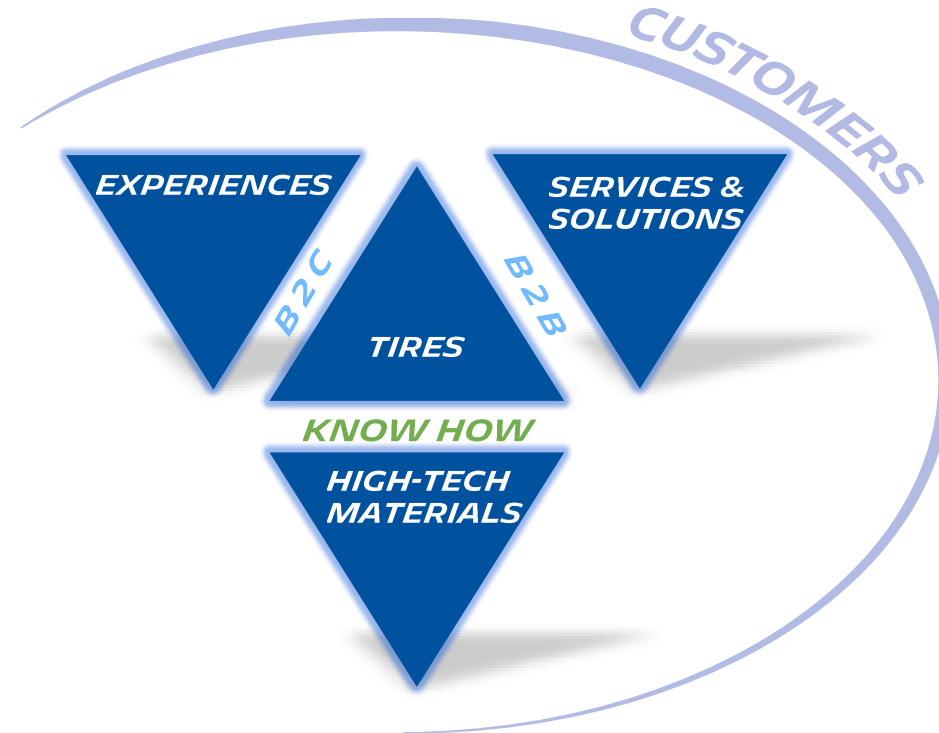 CUSTOMERS
EXPERIENCES
SERVICES &
SOLUTIONS
B2C
B2B
TIRES
KNOW HOW
HIGH-TECH
MATERIALS